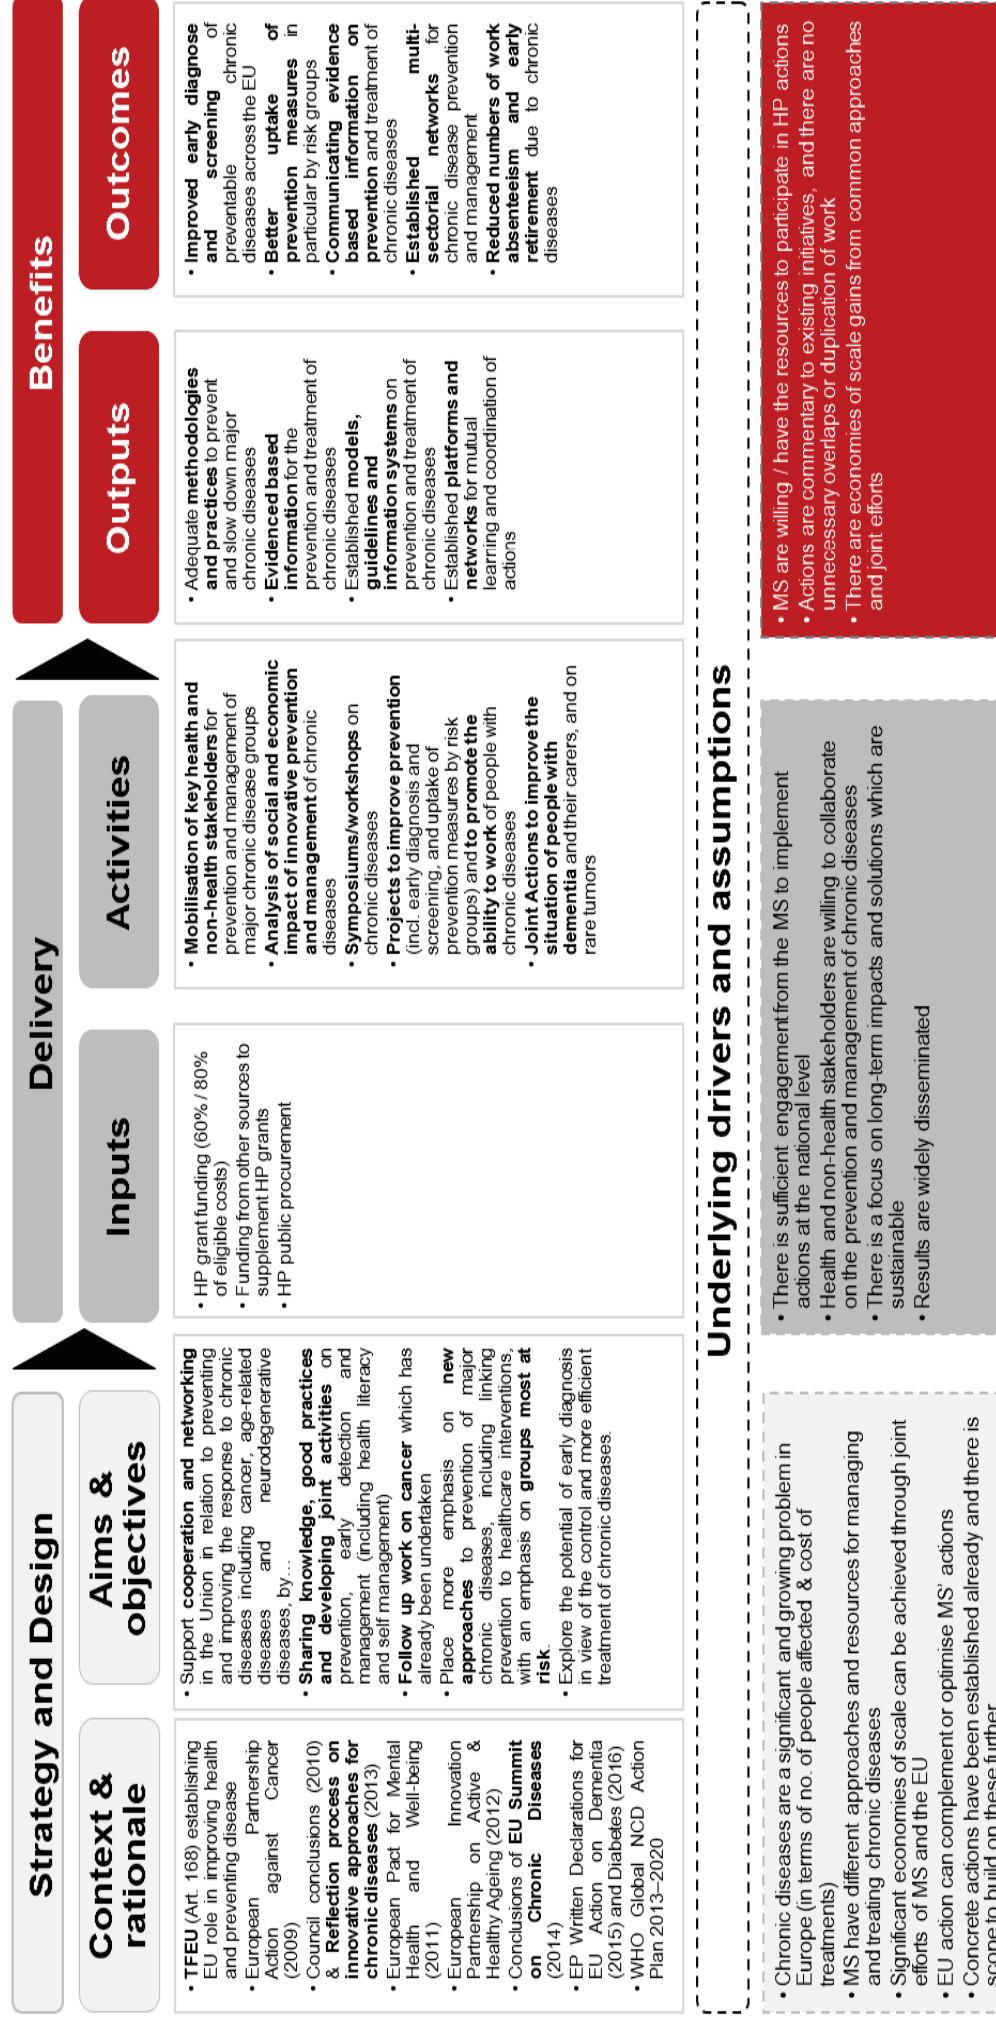 Strategy and Design
Delivery
Benefits
Context &
rationale
Aims &
objectives
Inputs
Activities
Outputs
Outcomes
• TFEU (Art. 168) establishing
EU role in improving health
and preventing disease
• European Partnership
Action against Cancer
(2009)
• Council conclusions (2010)
& Reflection process on
innovative approaches for
chronic diseases (2013)
• European Pact for Mental
Health and Well-being
(2011)
• European Innovation
Partnership on Active &
Healthy Ageing (2012)
• Conclusions of EU Summit
on Chronic Diseases
(2014)
• EP Written Declarations for
EU Action on Dementia
(2015) and Diabetes (2016)
• WHO Global NCD Action
Plan 2013–2020
• Support cooperation and networking
in the Union in relation to preventing
and improving the response to chronic
diseases including cancer, age-related
diseases and neurodegenerative
diseases, by…
• Sharing knowledge, good practices
and developing joint activities on
prevention, early detection and
management (including health literacy
and self management)
• Follow up work on cancer which has
already been undertaken
• Place more emphasis on new
approaches to prevention of major
chronic diseases, including linking
prevention to healthcare interventions,
with an emphasis on groups most at
risk.
• Explore the potential of early diagnosis
in view of the control and more efficient
treatment of chronic diseases.
• HP grant funding (60% / 80%
of eligible costs)
• Funding from other sources to
supplement HP grants
• HP public procurement
• Mobilisation of key health and
non-health stakeholders for
prevention and management of
major chronic disease groups
• Analysis of social and economic
impact of innovative prevention
and management of chronic
diseases
• Symposiums/workshops on
chronic diseases
• Projects to improve prevention
(incl. early diagnosis and
screening, and uptake of
prevention measures by risk
groups) and to promote the
ability to work of people with
chronic diseases
• Joint Actions to improve the
situation of people with
dementia and their carers, and on
rare tumors
• Adequate methodologies
and practices to prevent
and slow down major
chronic diseases
• Evidenced based
information for the
prevention and treatment of
chronic diseases
• Established models,
guidelines and
information systems on
prevention and treatment of
chronic diseases
• Established platforms and
networks for mutual
learning and coordination of
actions
• Improved early diagnose
and screening of
preventable chronic
diseases across the EU
• Better uptake of
prevention measures in
particular by risk groups
• Communicating evidence
based information on
prevention and treatment of
chronic diseases
• Established multi-
sectorial networks for
chronic disease prevention
and management
• Reduced numbers of work
absenteeism and early
retirement due to chronic
diseases
Underlying drivers and assumptions
• Chronic diseases are a significant and growing problem in
Europe (in terms of no. of people affected & cost of
treatments)
• MS have different approaches and resources for managing
and treating chronic diseases
• Significant economies of scale can be achieved through joint
efforts of MS and the EU
• EU action can complement or optimise MS' actions
• Concrete actions have been established already and there is
scope to build on these further
• There is sufficient engagement from the MS to implement
actions at the national level
• Health and non-health stakeholders are willing to collaborate
on the prevention and management of chronic diseases
• There is a focus on long-term impacts and solutions which are
sustainable
• Results are widely disseminated
• MS are willing / have the resources to participate in HP actions
• Actions are commentary to existing initiatives, and there are no
unnecessary overlaps or duplication of work
• There are economies of scale gains from common approaches
and joint efforts